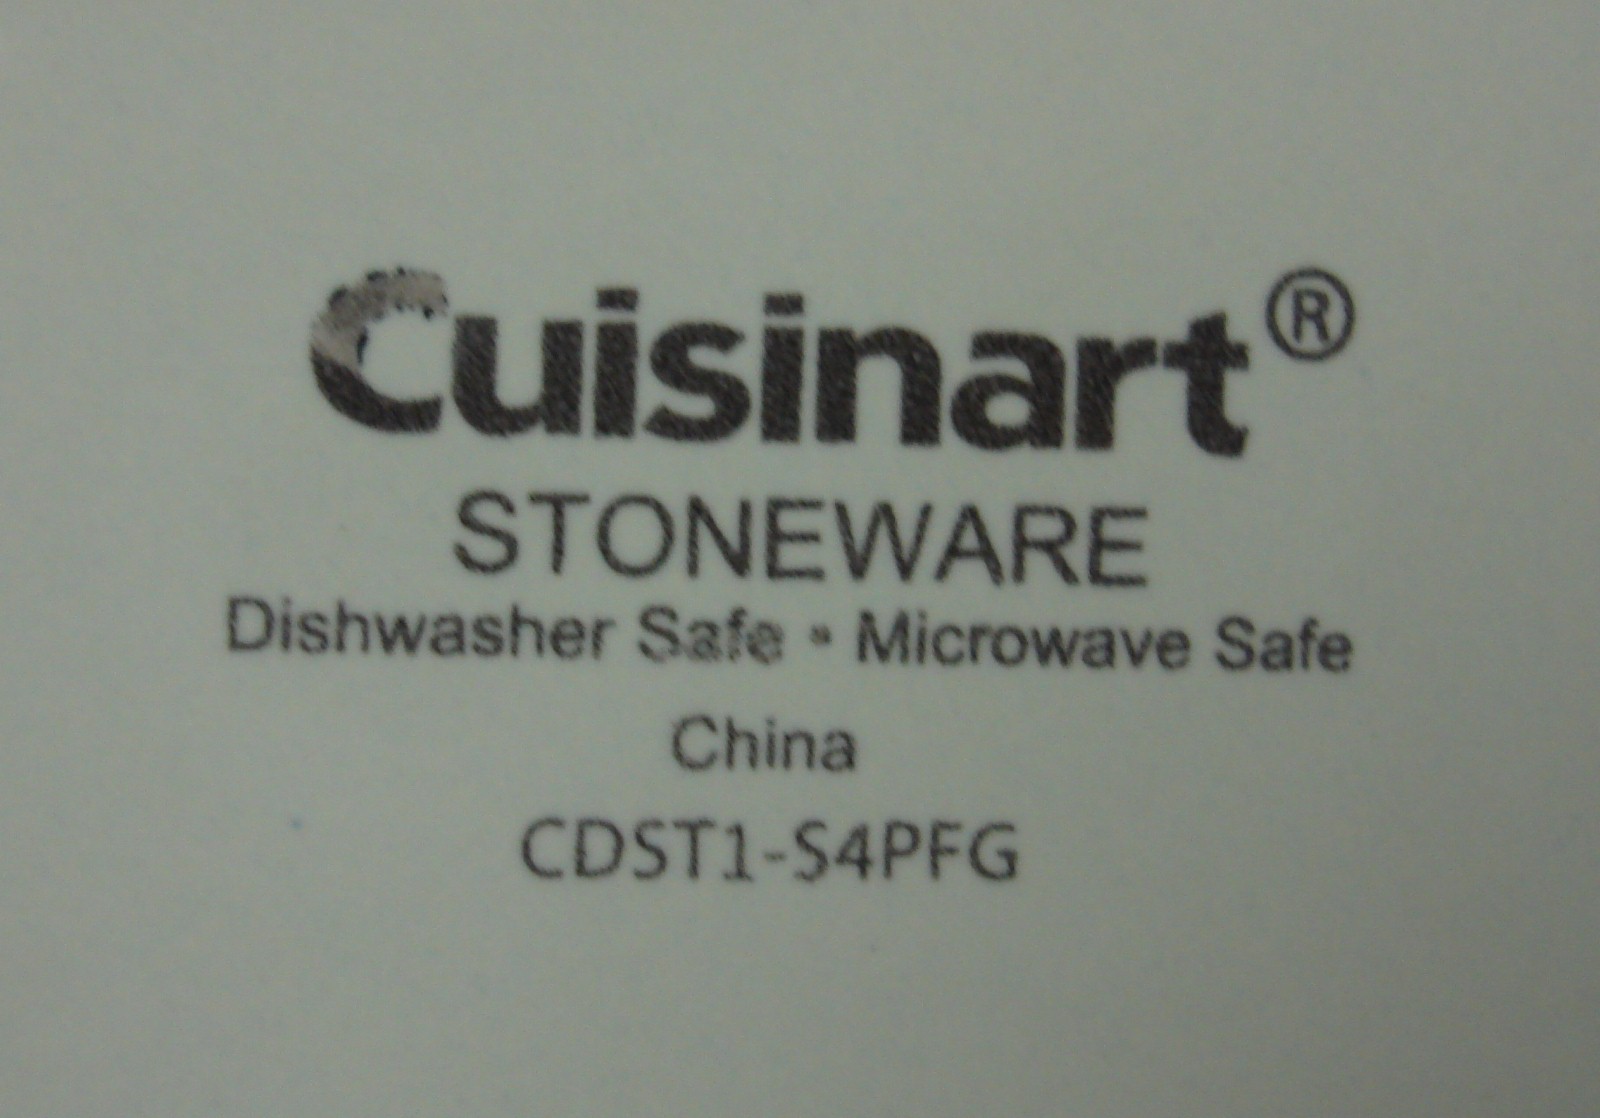 Cuisinart®
STONEWARE
Dishwasher Safe • Microwave Safe
China
CDST1-S4PFG